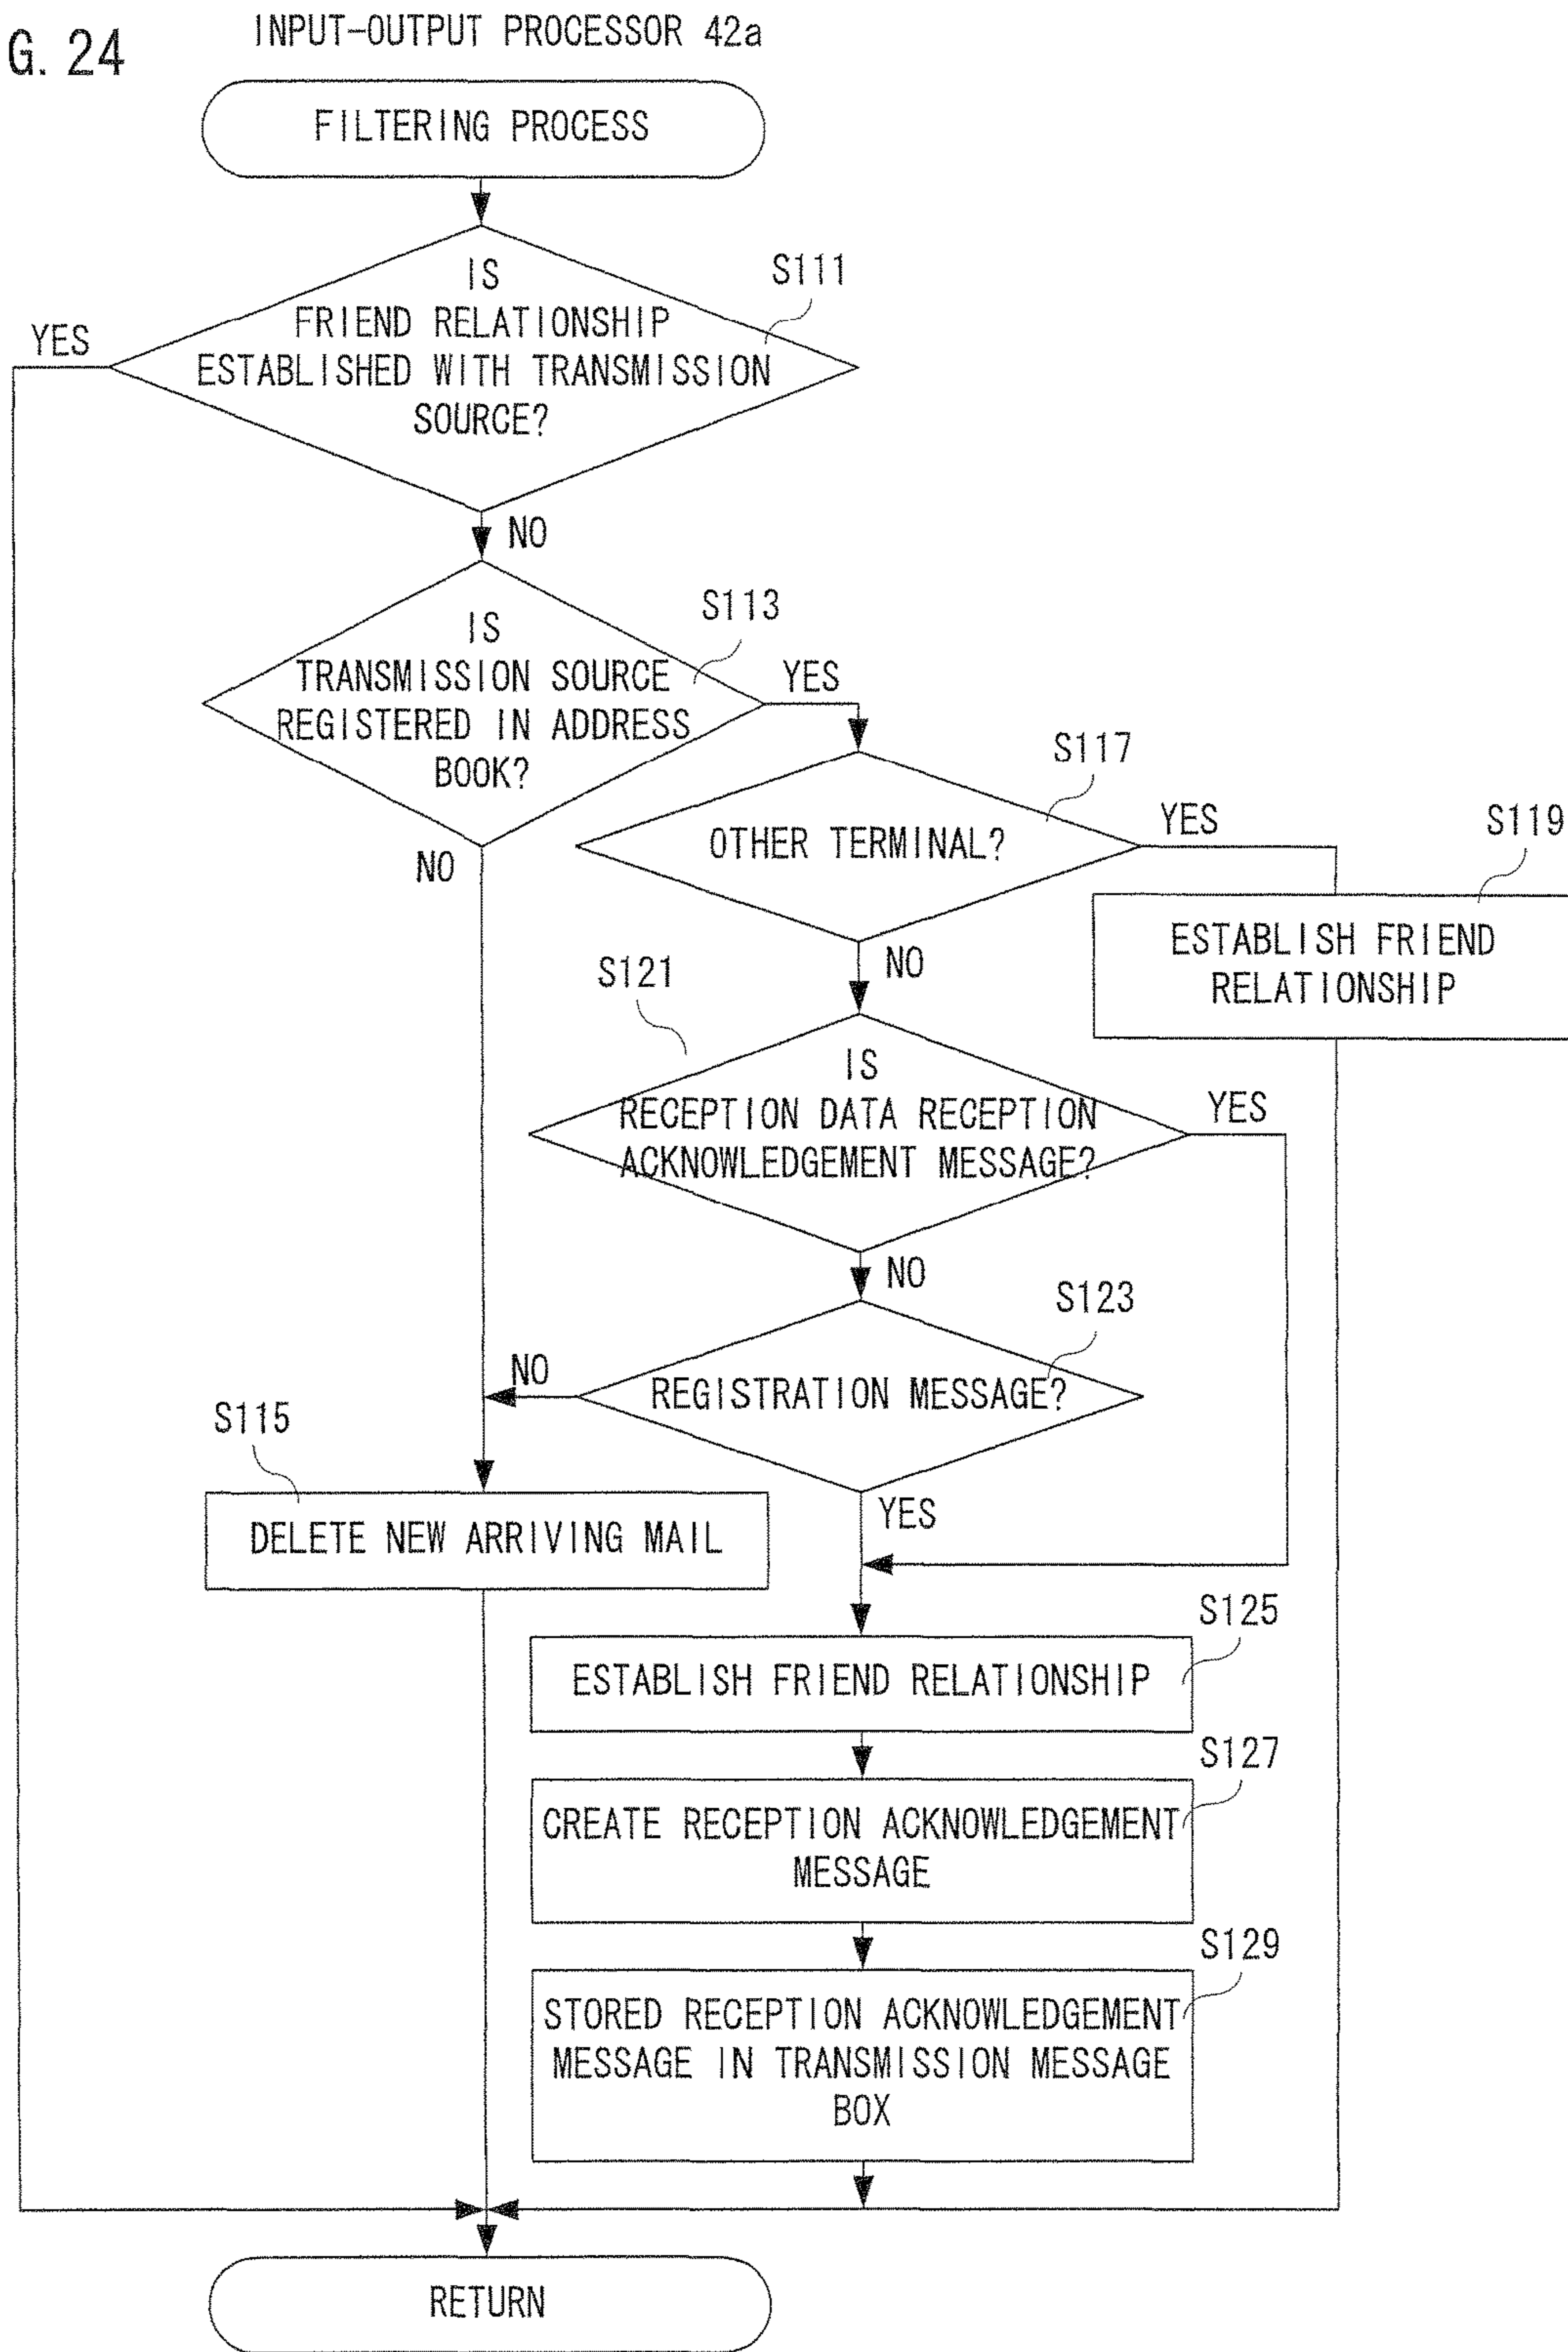 G. 24
INPUT-OUTPUT PROCESSOR 42a
FILTERING PROCESS
S111
IS
FRIEND RELATIONSHIP
ESTABLISHED WITH TRANSMISSION
SOURCE?
YES
NO
S113
IS
TRANSMISSION SOURCE
REGISTERED IN ADDRESS
BOOK?
YES
NO
S117
OTHER TERMINAL?
YES
NO
S119
ESTABLISH FRIEND
RELATIONSHIP
S121
IS
RECEPTION DATA RECEPTION
ACKNOWLEDGEMENT MESSAGE?
YES
NO
S123
REGISTRATION MESSAGE?
NO
YES
S115
DELETE NEW ARRIVING MAIL
S125
ESTABLISH FRIEND RELATIONSHIP
S127
CREATE RECEPTION ACKNOWLEDGEMENT
MESSAGE
S129
STORED RECEPTION ACKNOWLEDGEMENT
MESSAGE IN TRANSMISSION MESSAGE
BOX
RETURN